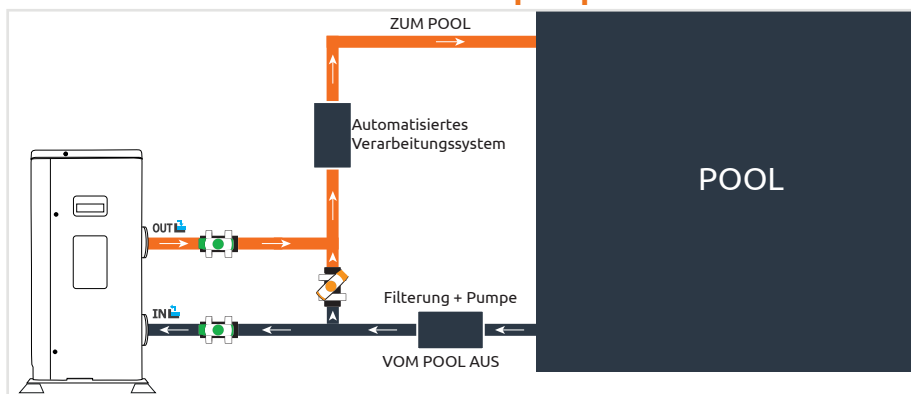 ZUM POOL
Automatisiertes
Verarbeitungssystem
POOL
OUT
IN
Filterung + Pumpe
VOM POOL AUS